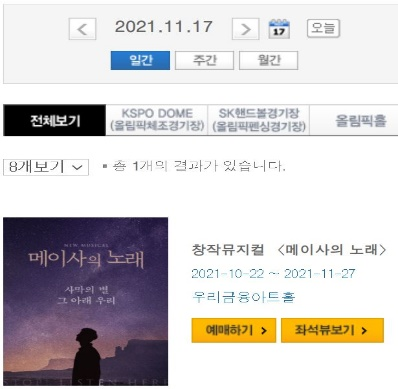 2021.11.17
17
오늘
일간
주간
월간
전체보기
KSPO DOME
(올림픽체조경기장)
SK핸드볼경기장
(올림픽펜싱경기장)
올림픽홀
8개보기
총 1개의 결과가 있습니다.
NEW MUSICAL
메이사의 노래
사막의 별
그 아래 우리
창작뮤지컬 <메이사의 노래>
2021-10-22 ~ 2021-11-27
우리금융아트홀
예매하기 >
좌석뷰보기 >